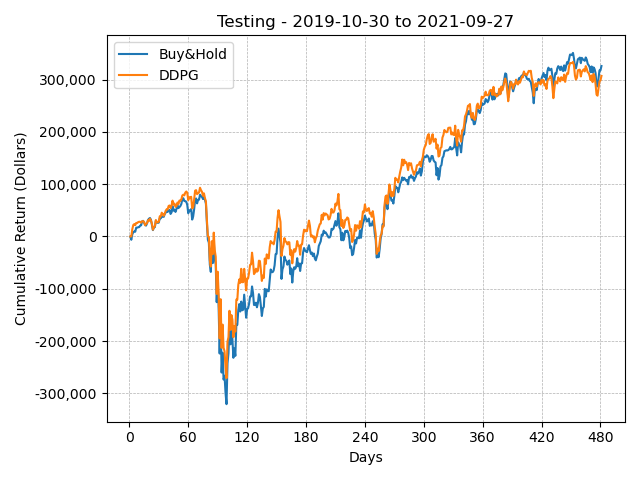 Testing - 2019-10-30 to 2021-09-27
Buy&Hold
DDPG
Cumulative Return (Dollars)
300,000
200,000
100,000
0
-100,000
-200,000
-300,000
0 60 120 180 240 300 360 420 480
Days